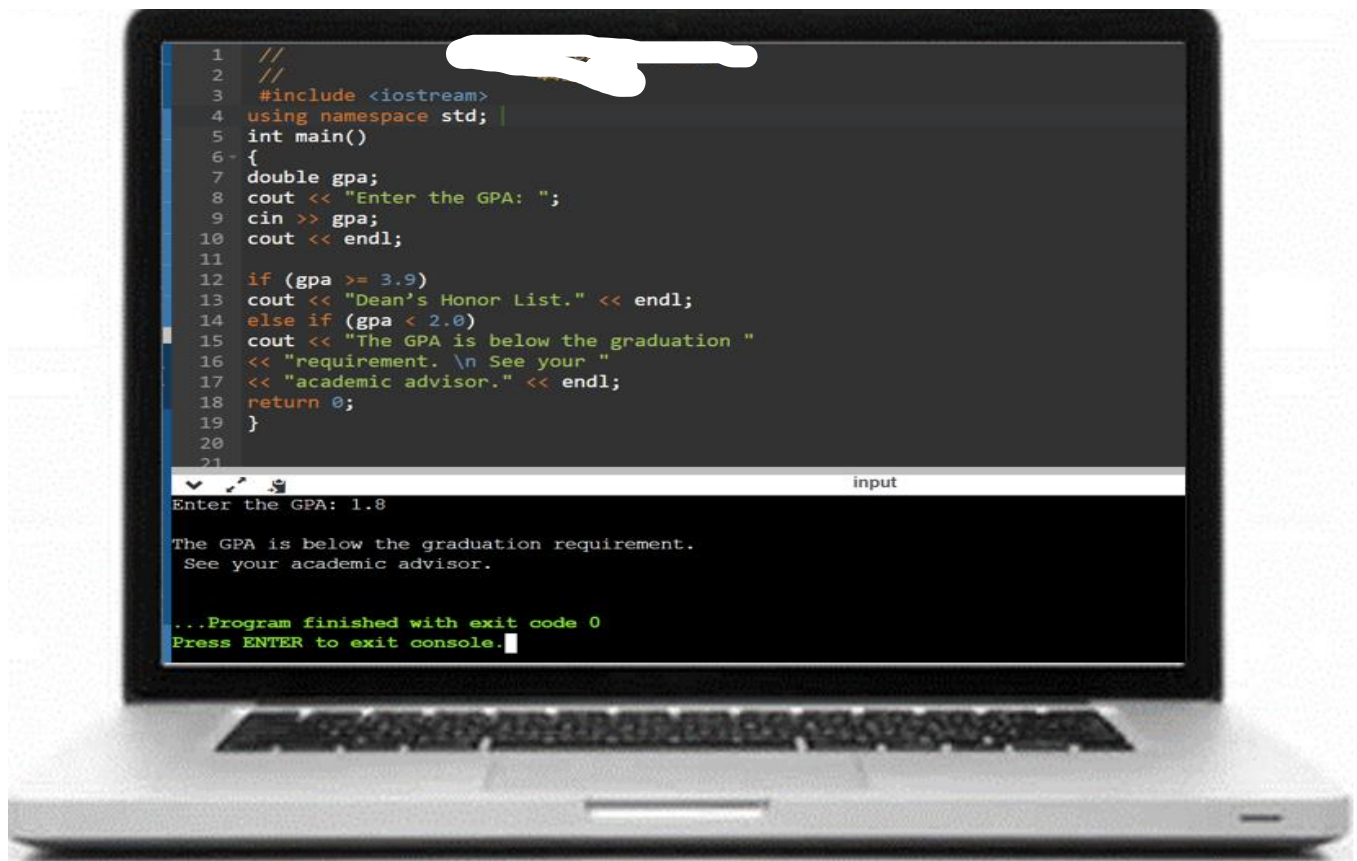 1 //
2 //
3 #include <iostream>
4 using namespace std;
5 int main()
6 {
7 double gpa;
8 cout << "Enter the GPA: ";
9 cin >> gpa;
10 cout << endl;
11
12 if (gpa >= 3.9)
13 cout << "Dean’s Honor List." << endl;
14 else if (gpa < 2.0)
15 cout << "The GPA is below the graduation "
16 << "requirement. \n See your "
17 << "academic advisor." << endl;
18 return 0;
19 }
20
21
input
Enter the GPA: 1.8
The GPA is below the graduation requirement.
See your academic advisor.
...Program finished with exit code 0
Press ENTER to exit console.